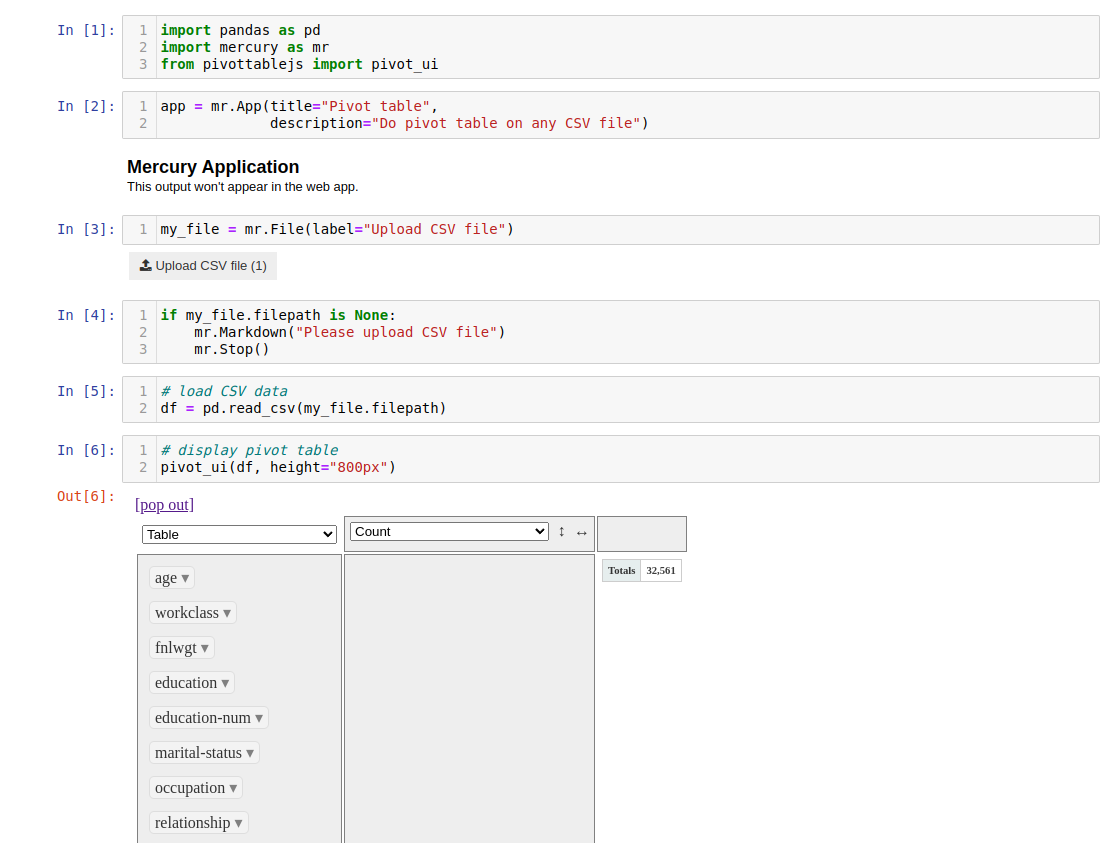 In [1]:
1 import pandas as pd
2 import mercury as mr
3 from pivottablejs import pivot_ui
In [2]:
1 app = mr.App(title="Pivot table",
2              description="Do pivot table on any CSV file")
Mercury Application
This output won't appear in the web app.
In [3]:
1 my_file = mr.File(label="Upload CSV file")
Upload CSV file (1)
In [4]:
1 if my_file.filepath is None:
2     mr.Markdown("Please upload CSV file")
3     mr.Stop()
In [5]:
1 # load CSV data
2 df = pd.read_csv(my_file.filepath)
In [6]:
1 # display pivot table
2 pivot_ui(df, height="800px")
Out[6]:
[pop out]
Table Count ↕ ↔
age ▾ Totals 32,561
workclass ▾
fnlwgt ▾
education ▾
education-num ▾
marital-status ▾
occupation ▾
relationship ▾